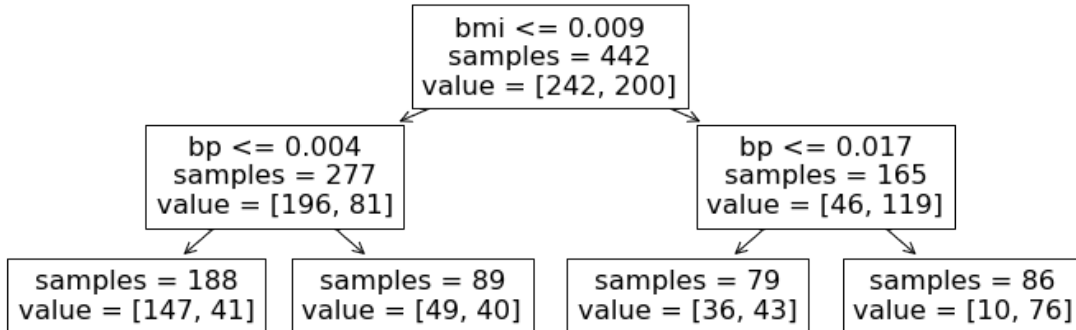 bmi <= 0.009
samples = 442
value = [242, 200]
bp <= 0.004
samples = 277
value = [196, 81]
bp <= 0.017
samples = 165
value = [46, 119]
samples = 188
value = [147, 41]
samples = 89
value = [49, 40]
samples = 79
value = [36, 43]
samples = 86
value = [10, 76]